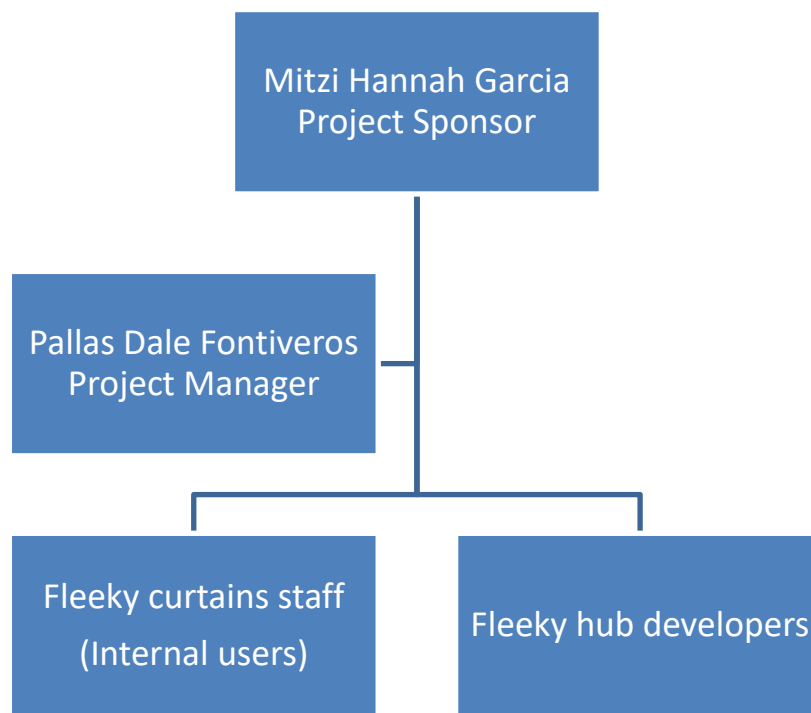 Mitzi Hannah Garcia
Project Sponsor
Pallas Dale Fontiveros
Project Manager
Fleeky curtains staff
(Internal users)
Fleeky hub developers